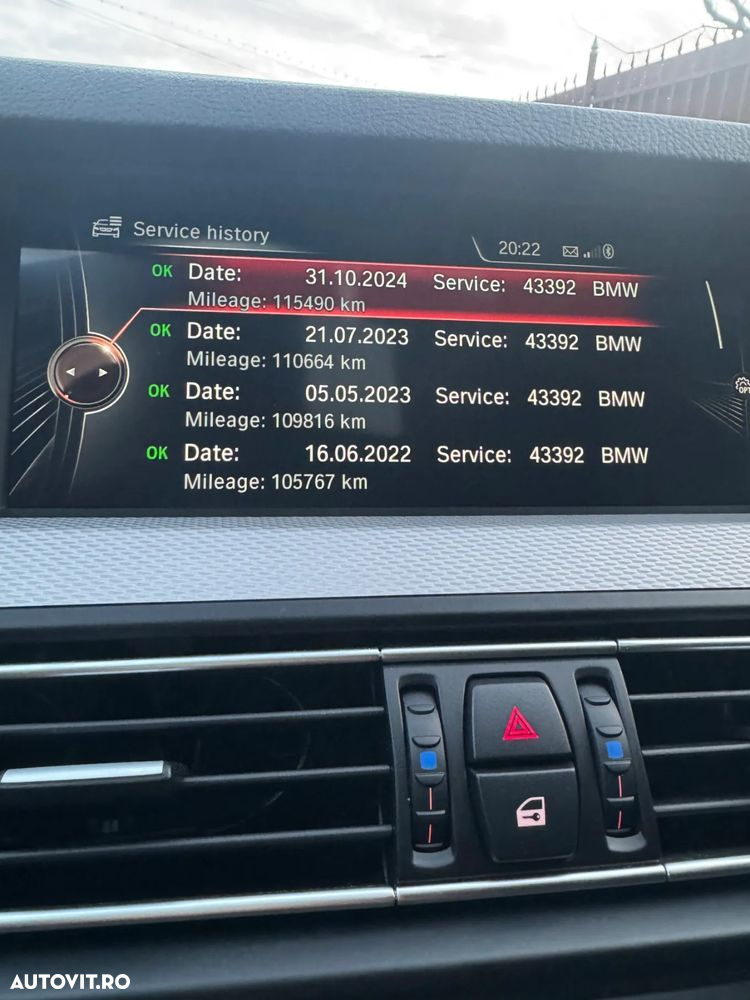 Service history
20:22
OK Date: 31.10.2024 Service: 43392 BMW
Mileage: 115490 km
OK Date: 21.07.2023 Service: 43392 BMW
Mileage: 110664 km
OK Date: 05.05.2023 Service: 43392 BMW
Mileage: 109816 km
OK Date: 16.06.2022 Service: 43392 BMW
Mileage: 105767 km
OPT
AUTOVIT.RO